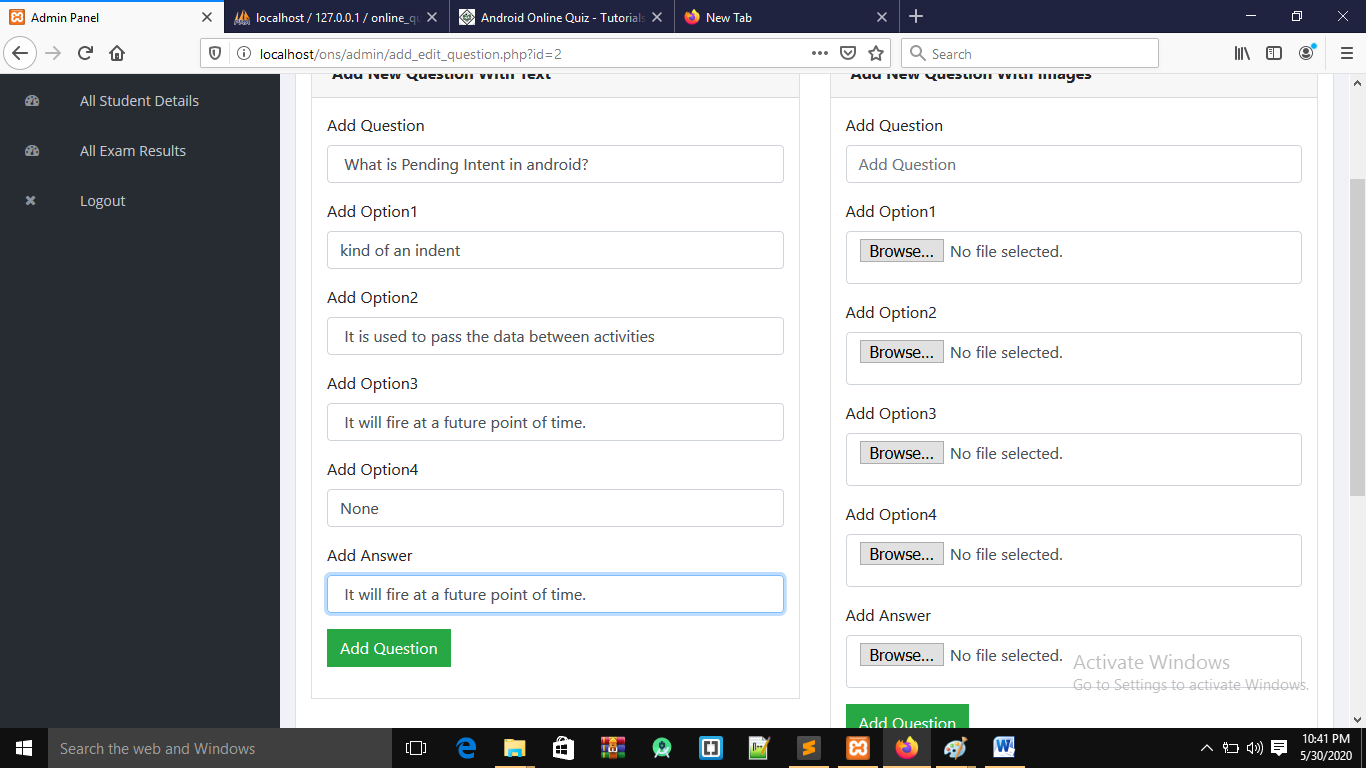 Admin Panel
localhost / 127.0.0.1 / online_qu
Android Online Quiz - Tutorials
New Tab
localhost/ons/admin/add_edit_question.php?id=2
Search
All Student Details
All Exam Results
Logout
Add New Question With Text
Add Question
What is Pending Intent in android?
Add Option1
kind of an indent
Add Option2
It is used to pass the data between activities
Add Option3
It will fire at a future point of time.
Add Option4
None
Add Answer
It will fire at a future point of time.
Add Question
Add New Question With Images
Add Question
Add Question
Add Option1
Browse... No file selected.
Add Option2
Browse... No file selected.
Add Option3
Browse... No file selected.
Add Option4
Browse... No file selected.
Add Answer
Browse... No file selected.
Add Question
Activate Windows
Go to Settings to activate Windows.
Search the web and Windows
10:41 PM
5/30/2020